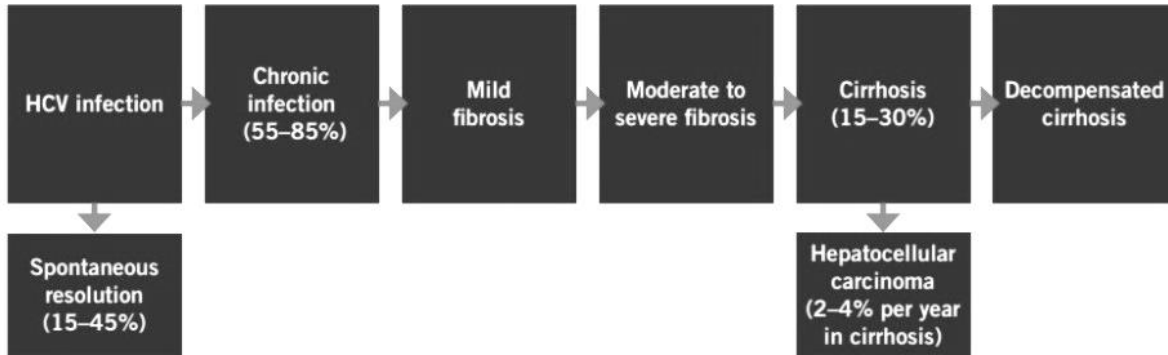 HCV infection
Chronic
infection
(55–85%)
Mild
fibrosis
Moderate to
severe fibrosis
Cirrhosis
(15–30%)
Decompensated
cirrhosis
Spontaneous
resolution
(15–45%)
Hepatocellular
carcinoma
(2–4% per year
in cirrhosis)